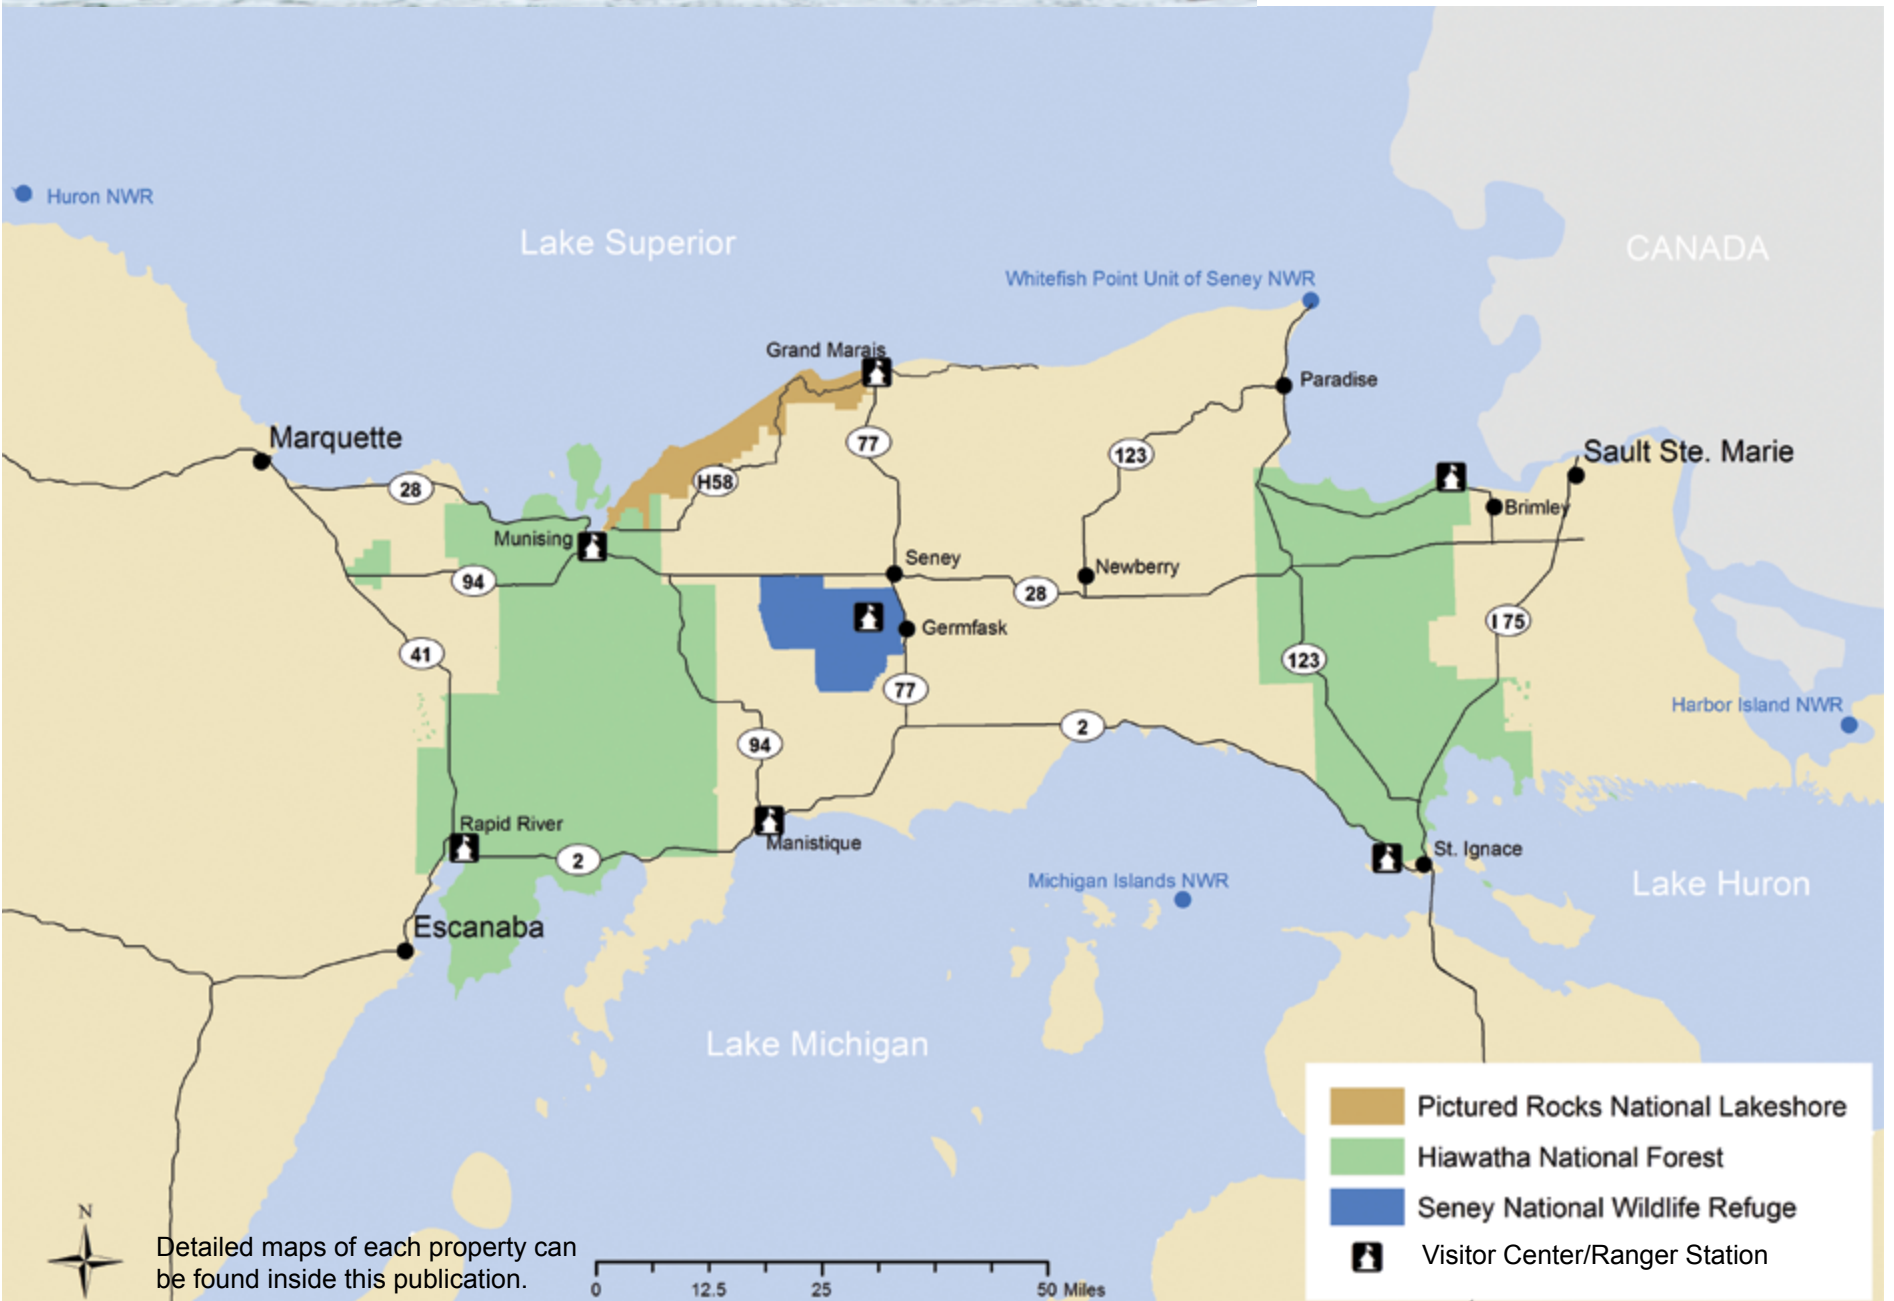 Huron NWR
Lake Superior
CANADA
Whitefish Point Unit of Seney NWR
Grand Marais
Paradise
Marquette
77
123
Sault Ste. Marie
28
H58
Brimley
Munising
Seney
Newberry
94
28
I 75
Germfask
41
123
77
Harbor Island NWR
2
94
Rapid River
Manistique
2
St. Ignace
Michigan Islands NWR
Lake Huron
Escanaba
Lake Michigan
Pictured Rocks National Lakeshore
Hiawatha National Forest
Seney National Wildlife Refuge
Visitor Center/Ranger Station
N
Detailed maps of each property can
be found inside this publication.
0 12.5 25 50 Miles